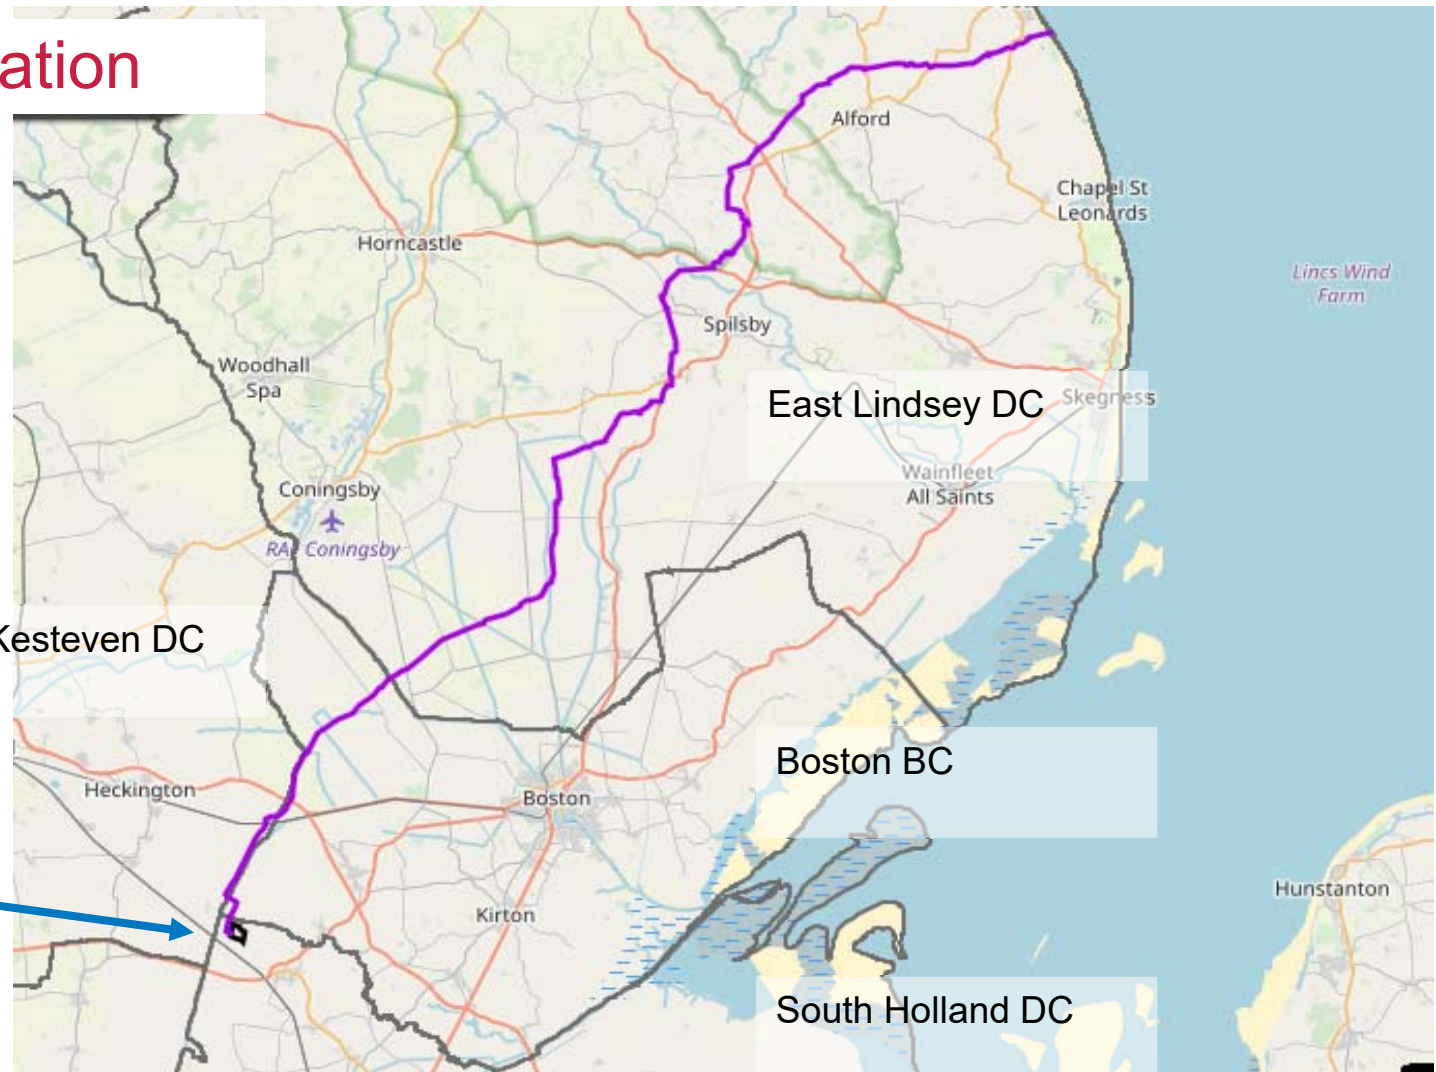 ation
Alford
Chapel St
Leonards
Horncastle
Lincs Wind
Farm
Spilsby
Woodhall
Spa
East Lindsey DC
Skegness
Wainfleet
All Saints
Coningsby
RAF Coningsby
Kesteven DC
Boston BC
Heckington
Boston
Hunstanton
Kirton
South Holland DC